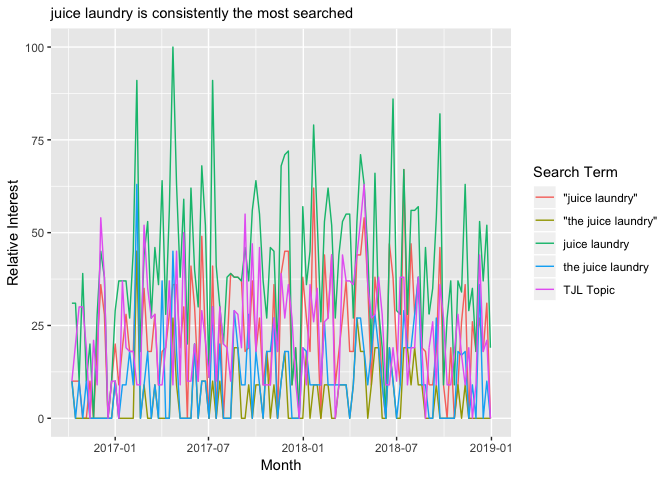 juice laundry is consistently the most searched
Relative Interest
100
75
50
25
0
2017-01
2017-07
2018-01
2018-07
2019-01
Month
Search Term
"juice laundry"
"the juice laundry"
juice laundry
the juice laundry
TJL Topic